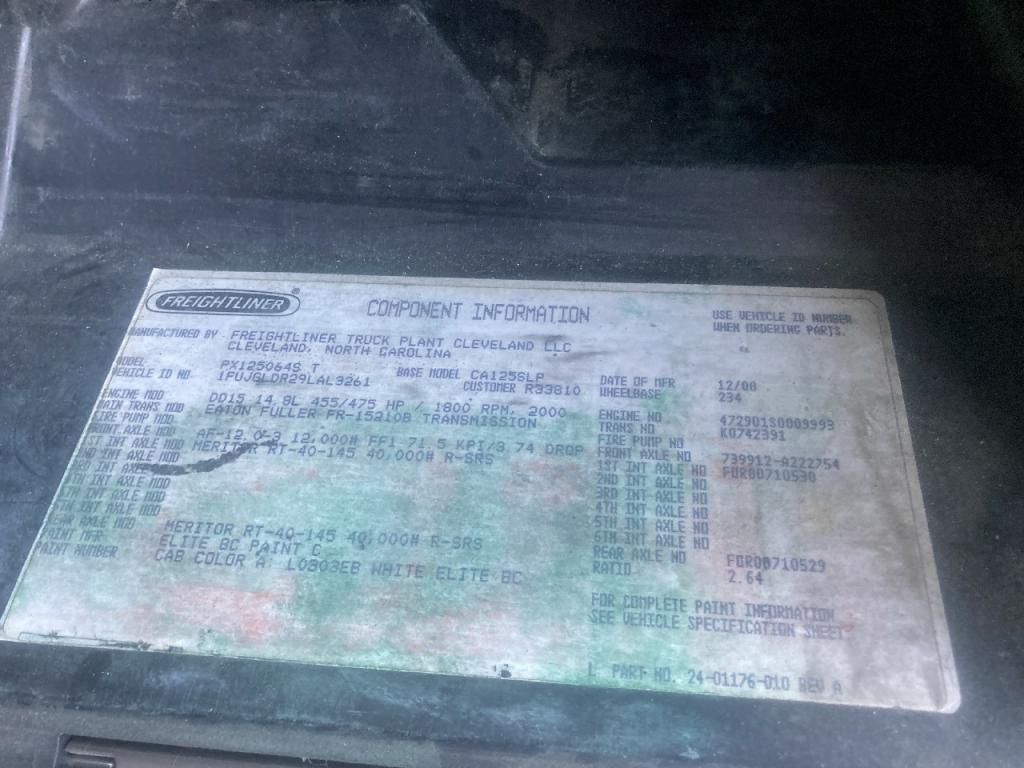 FREIGHTLINER®
COMPONENT INFORMATION
USE VEHICLE ID NUMBER
WHEN ORDERING PARTS.
MANUFACTURED BY FREIGHTLINER TRUCK PLANT CLEVELAND LLC
CLEVELAND, NORTH CAROLINA
MODEL PX125064S T BASE MODEL CA125SLP
VEHICLE ID NO 1FUJGLDR29LAL3261 CUSTOMER R33810
DATE OF MFR 12/08
WHEELBASE 234
ENGINE MOD DD15 14.8L 455/475 HP / 1800 RPM, 2000
MAIN TRANS MOD EATON FULLER FR-15210B TRANSMISSION
FIRE PUMP MOD
FRONT AXLE MOD AF-12.0-3 12,000# FF1 71.5 KPI/3.74 DROP
1ST INT AXLE MOD MERITOR RT-40-145 40,000# R-SRS
2ND INT AXLE MOD
3RD INT AXLE MOD
4TH INT AXLE MOD
5TH INT AXLE MOD
6TH INT AXLE MOD
REAR AXLE MOD MERITOR RT-40-145 40,000# R-SRS
PAINT MFR ELITE BC PAINT C
PAINT NUMBER CAB COLOR A: L0803EB WHITE ELITE BC
ENGINE NO 472901S0009993
TRANS NO K0742391
FIRE PUMP NO
FRONT AXLE NO 739912-A222754
1ST INT AXLE NO FOR00710530
2ND INT AXLE NO
3RD INT AXLE NO
4TH INT AXLE NO
5TH INT AXLE NO
6TH INT AXLE NO
REAR AXLE NO FOR00710529
RATIO 2.64
FOR COMPLETE PAINT INFORMATION
SEE VEHICLE SPECIFICATION SHEET
L PART NO. 24-01176-010 REV A